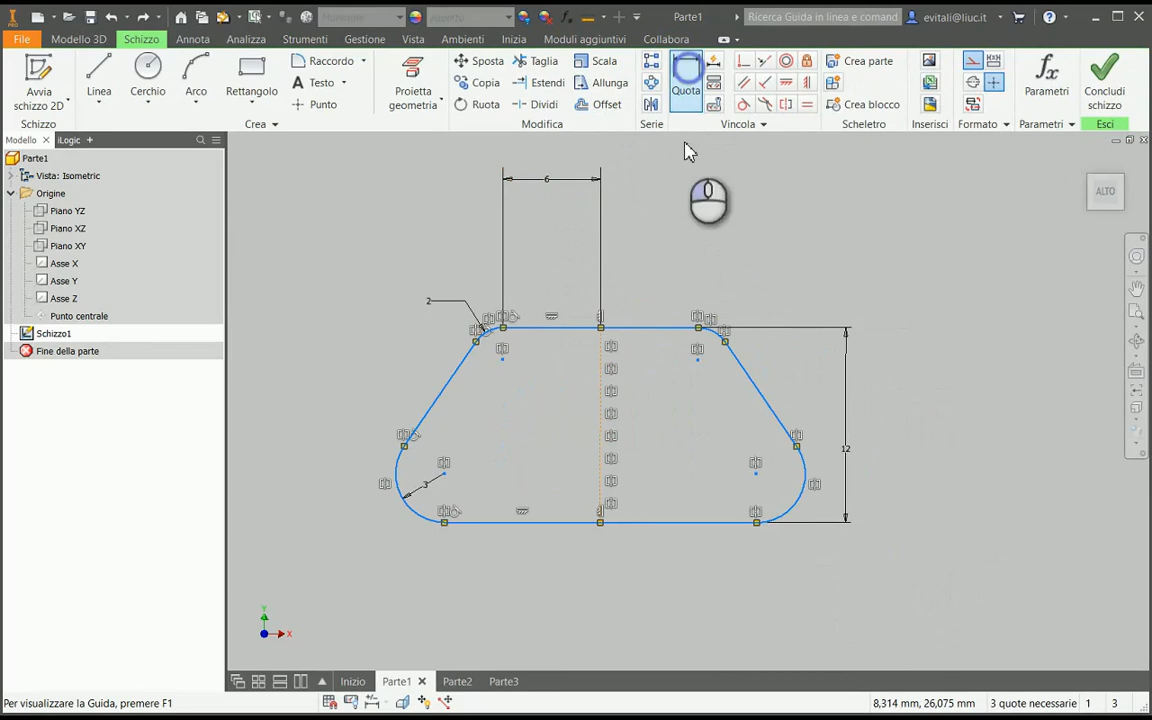 I PRO
Muninone
Aspetto
Parte1
Ricerca Guida in linea e comand
evitali@liuc.it
File
Modello 3D
Schizzo
Annota
Analizza
Strumenti
Gestione
Vista
Ambienti
Inizia
Moduli aggiuntivi
Collabora
Avvia
schizzo 2D
Linea
Cerchio
Arco
Rettangolo
Raccordo
Testo
Punto
Proietta
geometria
Sposta
Copia
Ruota
Taglia
Estendi
Dividi
Scala
Allunga
Offset
Quota
Crea parte
Crea blocco
Parametri
Concludi
schizzo
Schizzo
Crea
Modifica
Serie
Vincola
Scheletro
Inserisci
Formato
Parametri
Esci
Modello
iLogic
Parte1
Vista: Isometric
Origine
Piano YZ
Piano XZ
Piano XY
Asse X
Asse Y
Asse Z
Punto centrale
Schizzo1
Fine della parte
ALTO
6
2
12
3
Y
X
Inizio
Parte1
Parte2
Parte3
Per visualizzare la Guida, premere F1
8,314 mm, 26,075 mm
3 quote necessarie
1
3